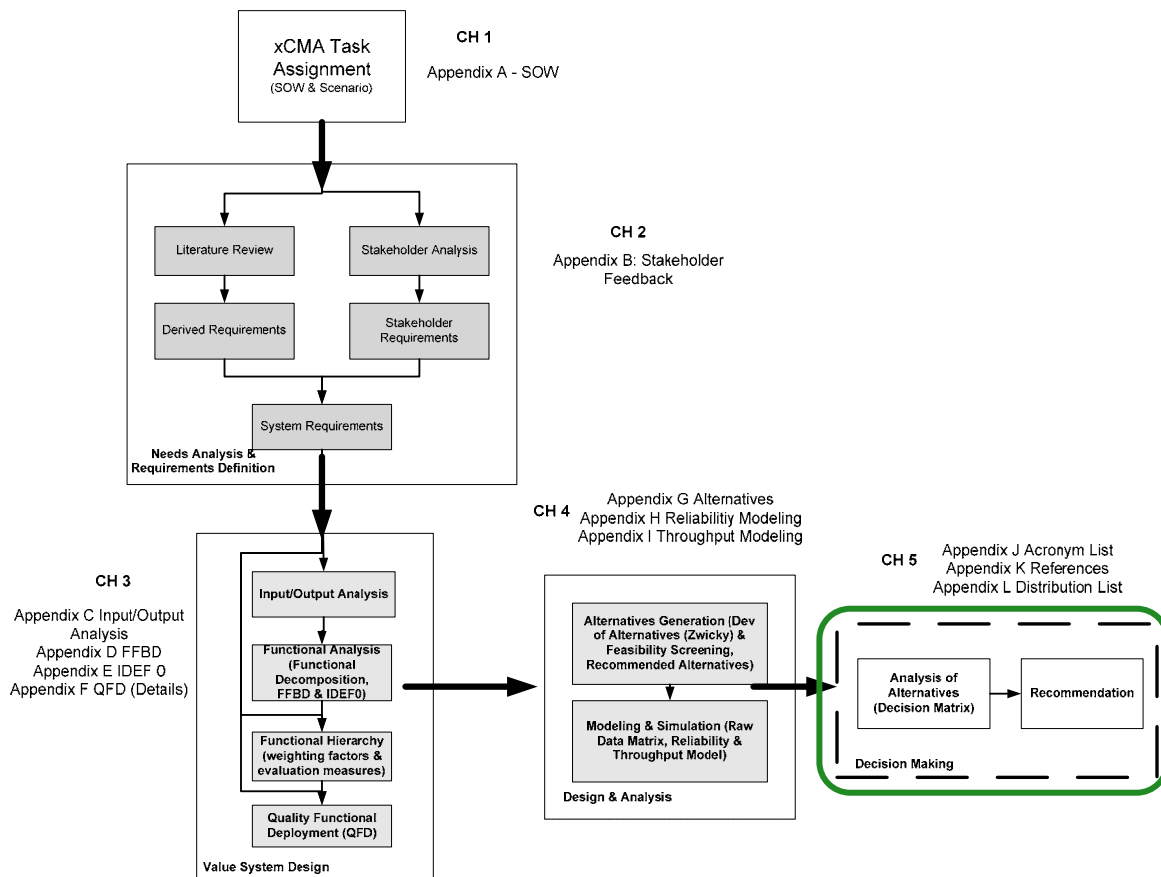 xCMA Task
Assignment
(SOW & Scenario)
CH 1
Appendix A - SOW
Literature Review
Stakeholder Analysis
Derived Requirements
Stakeholder
Requirements
System Requirements
Needs Analysis &
Requirements Definition
CH 2
Appendix B: Stakeholder
Feedback
CH 3
Appendix C Input/Output
Analysis
Appendix D FFBD
Appendix E IDEF 0
Appendix F QFD (Details)
Input/Output Analysis
Functional Analysis
(Functional
Decomposition,
FFBD & IDEF0)
Functional Hierarchy
(weighting factors &
evaluation measures)
Quality Functional
Deployment (QFD)
Value System Design
CH 4
Appendix G Alternatives
Appendix H Reliabilitiy Modeling
Appendix I Throughput Modeling
Alternatives Generation (Dev
of Alternatives (Zwicky) &
Feasibility Screening,
Recommended Alternatives)
Modeling & Simulation (Raw
Data Matrix, Reliability &
Throughput Model)
Design & Analysis
CH 5
Appendix J Acronym List
Appendix K References
Appendix L Distribution List
Analysis of
Alternatives
(Decision Matrix)
Recommendation
Decision Making